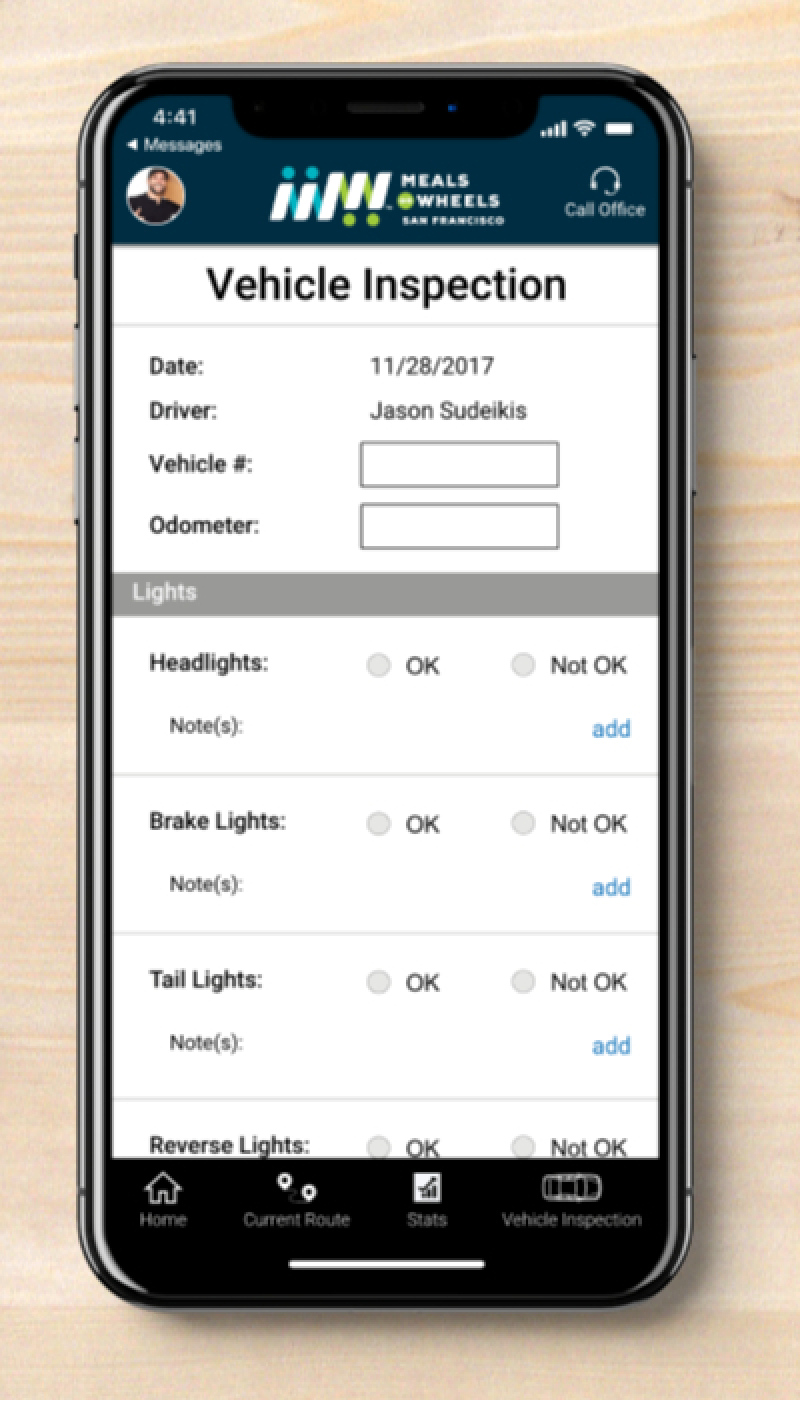 4:41
◀ Messages
MEALS
ON WHEELS
SAN FRANCISCO
Call Office
Vehicle Inspection
Date: 11/28/2017
Driver: Jason Sudeikis
Vehicle #:
Odometer:
Lights
Headlights: OK Not OK
Note(s): add
Brake Lights: OK Not OK
Note(s): add
Tail Lights: OK Not OK
Note(s): add
Reverse Lights: OK Not OK
Home Current Route Stats Vehicle Inspection